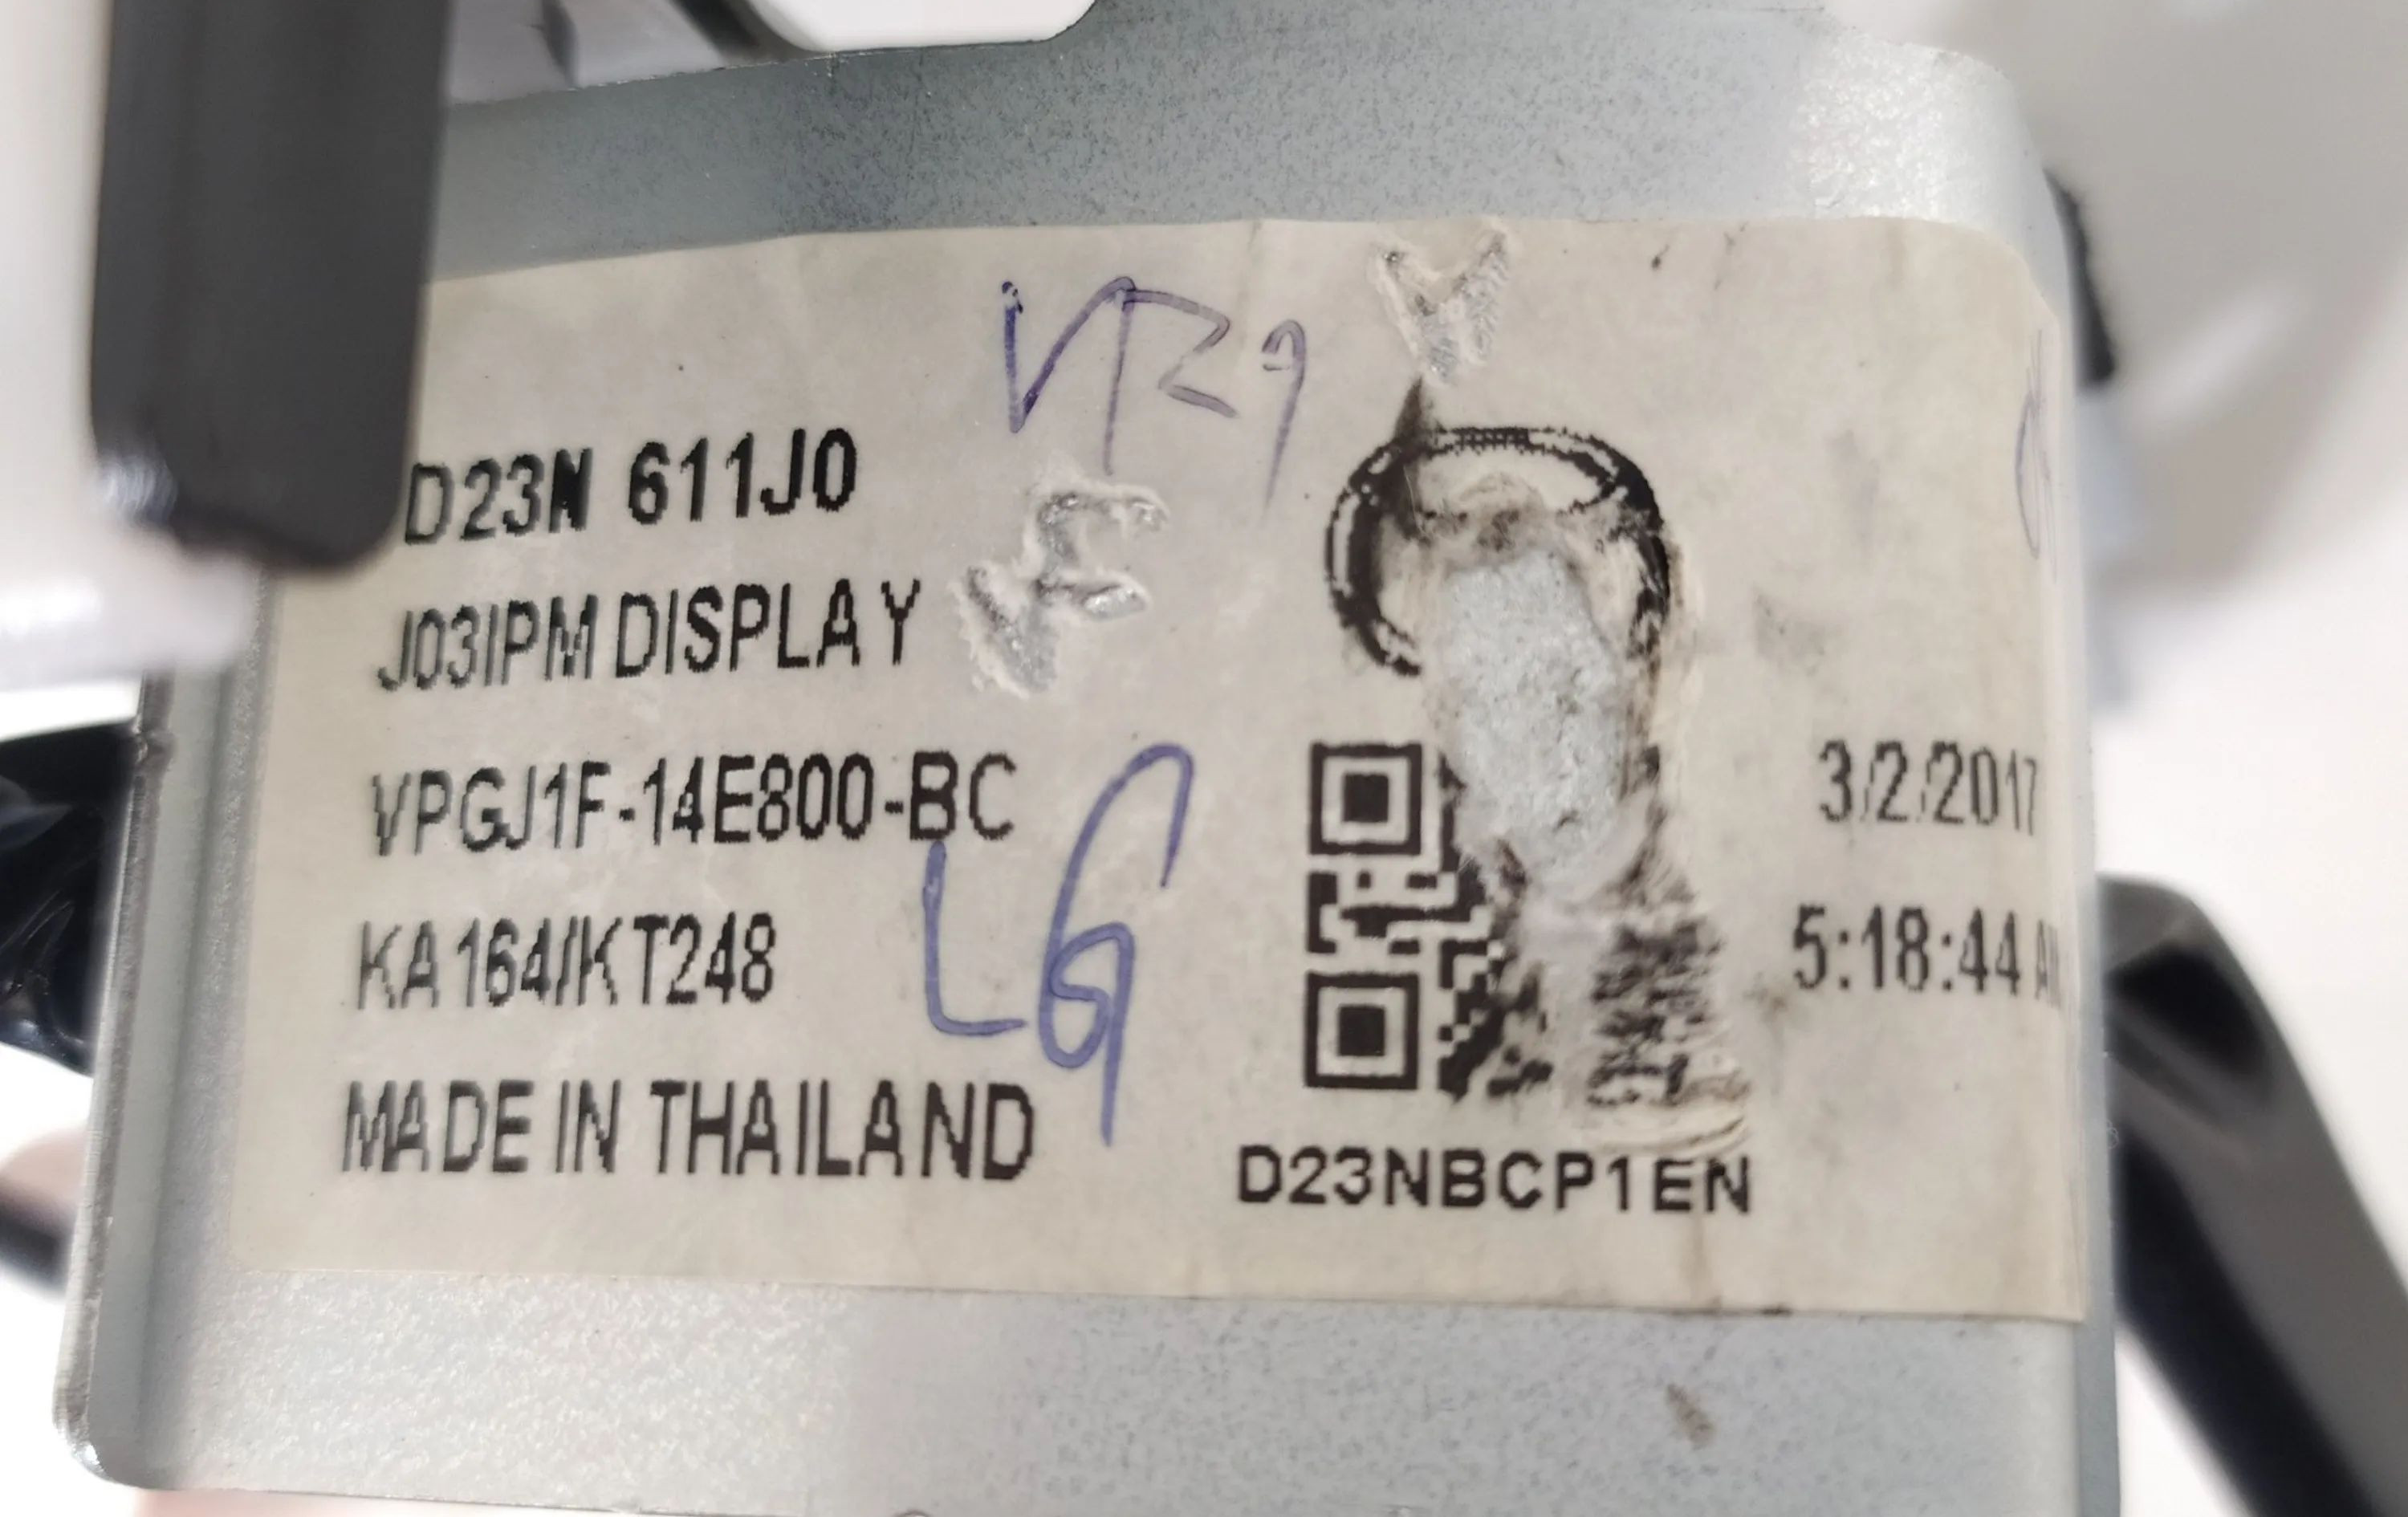 D23N 611J0
J03IPM DISPLAY
VPGJ1F-14E800-BC
LG
KA164/KT248
MADE IN THAILAND
3/2/2017
5:18:44 AM
D23NBCP1EN